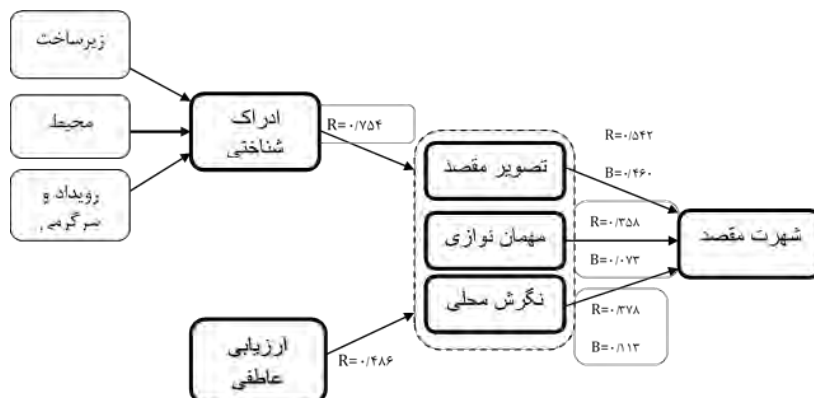 زیرساخت
محیط
رویداد و
سرگرمی
ادراک
شناختی
R=۰/۷۵۴
ارزیابی
عاطفی
R=۰/۴۸۶
تصویر مقصد
مهمان نوازی
نگرش محلی
R=۰/۵۴۲
B=۰/۴۶۰
R=۰/۳۵۸
B=۰/۰۷۳
R=۰/۳۷۸
B=۰/۱۱۳
شهرت مقصد